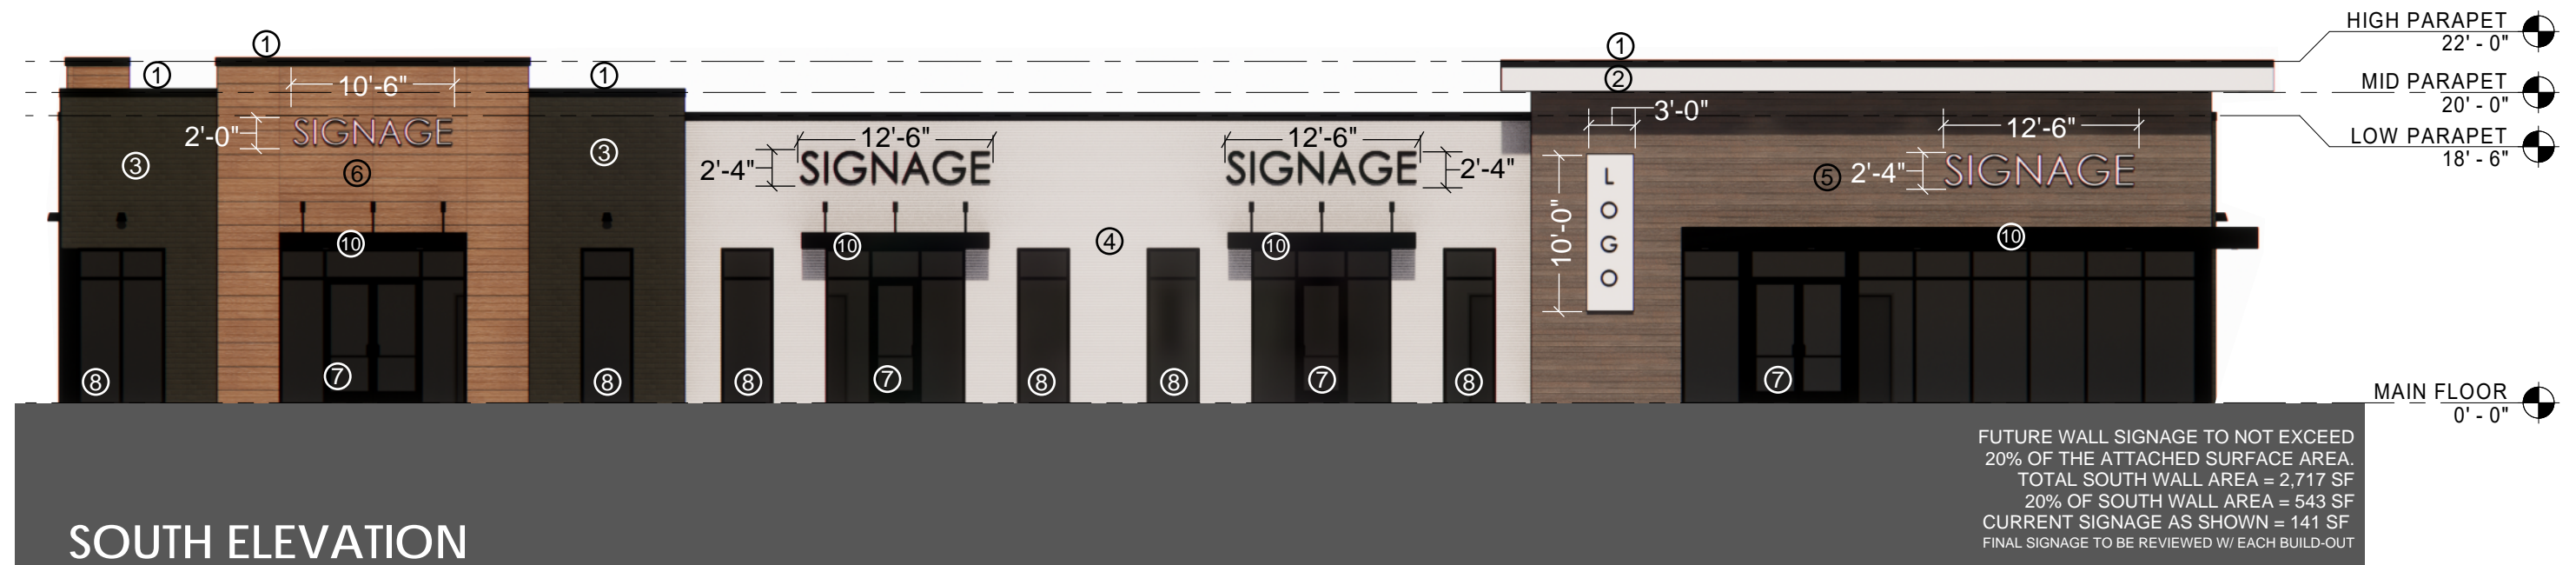 HIGH PARAPET
22' - 0"
MID PARAPET
20' - 0"
LOW PARAPET
18' - 6"
MAIN FLOOR
0' - 0"
1
1
1
1
2
10'-6"
2'-0"
SIGNAGE
3
6
3
12'-6"
2'-4"
SIGNAGE
12'-6"
2'-4"
SIGNAGE
3'-0"
10'-0"
L
O
G
O
12'-6"
5
2'-4"
SIGNAGE
10
10
4
10
10
8
7
8
8
7
8
8
7
8
7
FUTURE WALL SIGNAGE TO NOT EXCEED
20% OF THE ATTACHED SURFACE AREA.
TOTAL SOUTH WALL AREA = 2,717 SF
20% OF SOUTH WALL AREA = 543 SF
CURRENT SIGNAGE AS SHOWN = 141 SF
FINAL SIGNAGE TO BE REVIEWED W/ EACH BUILD-OUT
SOUTH ELEVATION